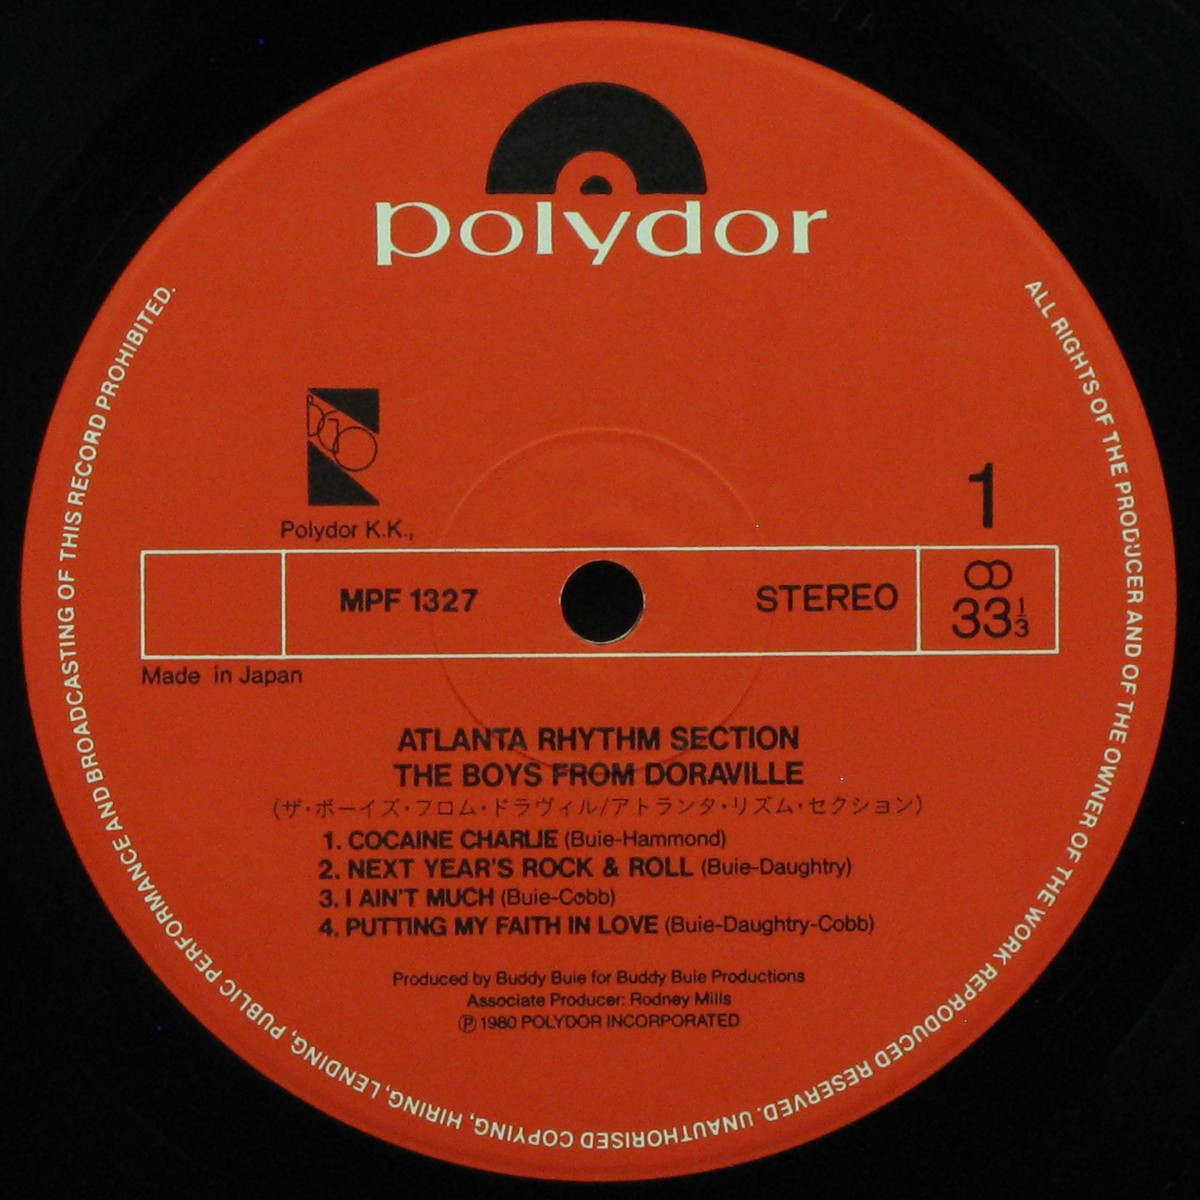 polydor
DGO
Polydor K.K.,
1
MPF 1327
STEREO
33 1/3
Made in Japan
ATLANTA RHYTHM SECTION
THE BOYS FROM DORAVILLE
(ザ・ボーイズ・フロム・ドラヴィル/アトランタ・リズム・セクション)
1. COCAINE CHARLIE (Buie-Hammond)
2. NEXT YEAR'S ROCK & ROLL (Buie-Daughtry)
3. I AIN'T MUCH (Buie-Cobb)
4. PUTTING MY FAITH IN LOVE (Buie-Daughtry-Cobb)
Produced by Buddy Buie for Buddy Buie Productions
Associate Producer: Rodney Mills
Ⓟ 1980 POLYDOR INCORPORATED
ALL RIGHTS OF THE PRODUCER AND OF THE OWNER OF THE WORK REPRODUCED RESERVED. UNAUTHORISED COPYING, HIRING, LENDING, PUBLIC PERFORMANCE AND BROADCASTING OF THIS RECORD PROHIBITED.